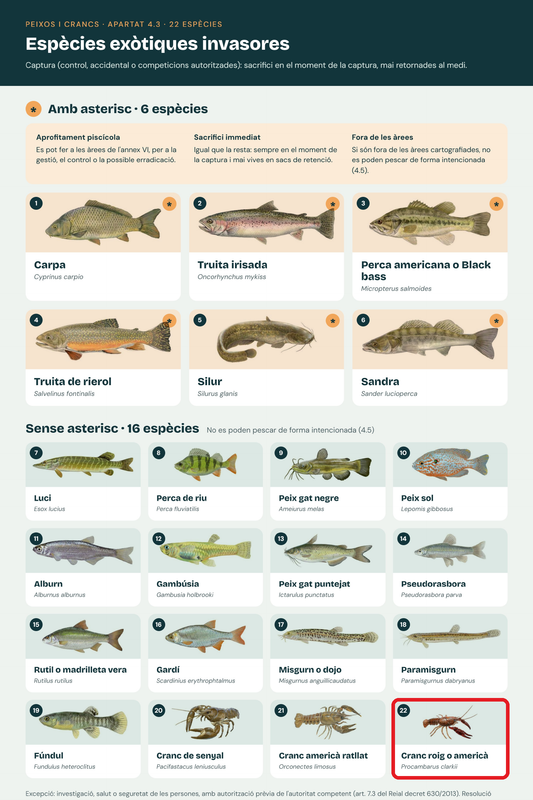 PEIXOS I CRANCS · APARTAT 4.3 · 22 ESPÈCIES
Espècies exòtiques invasores
Captura (control, accidental o competicions autoritzades): sacrifici en el moment de la captura, mai retornades al medi.
* Amb asterisc · 6 espècies
Aprofitament piscicola
Es pot fer a les àrees de l'annex VI, per a la
gestió, el control o la possible erradicació.
Sacrifici immediat
Igual que la resta: sempre en el moment de
la captura i mai vives en sacs de retenció.
Fora de les àrees
Si són fora de les àrees cartografiades, no
es poden pescar de forma intencionada
(4.5).
1 *
Carpa
Cyprinus carpio
2 *
Truita irisada
Oncorhynchus mykiss
3 *
Perca americana o Black
bass
Micropterus salmoides
4 *
Truita de rierol
Salvelinus fontinalis
5 *
Silur
Silurus glanis
6 *
Sandra
Sander lucioperca
Sense asterisc · 16 espècies No es poden pescar de forma intencionada (4.5)
7
Luci
Esox lucius
8
Perca de riu
Perca fluviatilis
9
Peix gat negre
Ameiurus melas
10
Peix sol
Lepomis gibbosus
11
Alburn
Alburnus alburnus
12
Gambúsia
Gambusia holbrooki
13
Peix gat puntejat
Ictalurus punctatus
14
Pseudorasbora
Pseudorasbora parva
15
Rutil o madrilleta vera
Rutilus rutilus
16
Gardí
Scardinius erythrophtalmus
17
Misgurn o dojo
Misgurnus anguillicaudatus
18
Paramisgurn
Paramisgurnus dabryanus
19
Fúndul
Fundulus heteroclitus
20
Cranc de senyal
Pacifastacus leniusculus
21
Cranc americà ratllat
Orconectes limosus
22
Cranc roig o americà
Procambarus clarkii
Excepció: investigació, salut o seguretat de les persones, amb autorització prèvia de l'autoritat competent (art. 7.3 del Reial decret 630/2013). Resolució